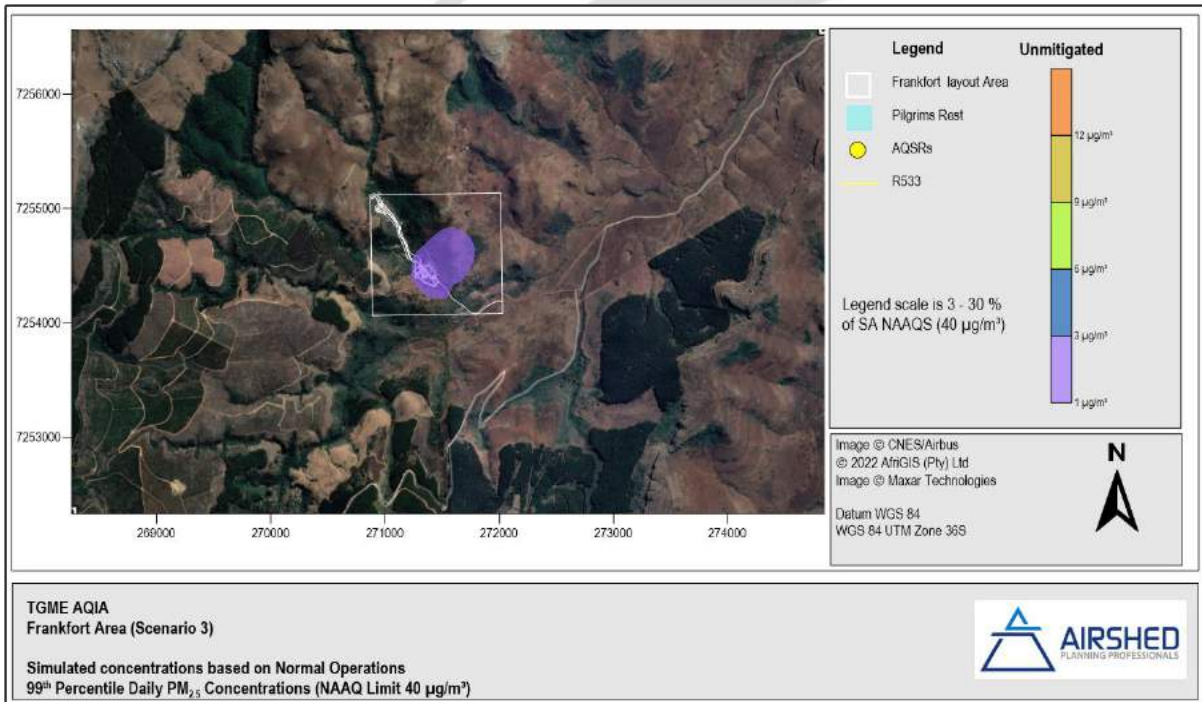 Legend
Unmitigated
Frankfort layout Area
Pilgrims Rest
AQSRs
R533
12 µg/m³
9 µg/m³
6 µg/m³
3 µg/m³
1 µg/m³
Legend scale is 3 - 30 %
of SA NAAQS (40 µg/m³)
7256000
7255000
7254000
7253000
269000
270000
271000
272000
273000
274000
Image © CNES/Airbus
© 2022 AfriGIS (Pty) Ltd
Image © Maxar Technologies
Datum WGS 84
WGS 84 UTM Zone 36S
N
TGME AQIA
Frankfort Area (Scenario 3)
Simulated concentrations based on Normal Operations
99th Percentile Daily PM2.5 Concentrations (NAAQ Limit 40 µg/m³)
AIRSHED
PLANNING PROFESSIONALS